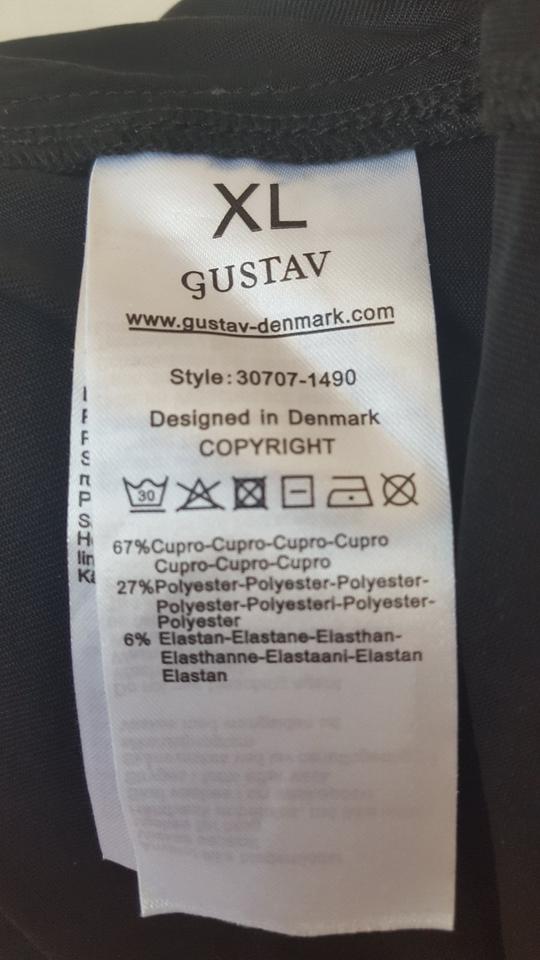 XL
GUSTAV
www.gustav-denmark.com
Style:30707-1490
Designed in Denmark
COPYRIGHT
30
67%Cupro-Cupro-Cupro-Cupro
Cupro-Cupro-Cupro
27%Polyester-Polyester-Polyester-
Polyester-Polyesteri-Polyester-
Polyester
6% Elastan-Elastane-Elasthan-
Elasthanne-Elastaani-Elastan
Elastan